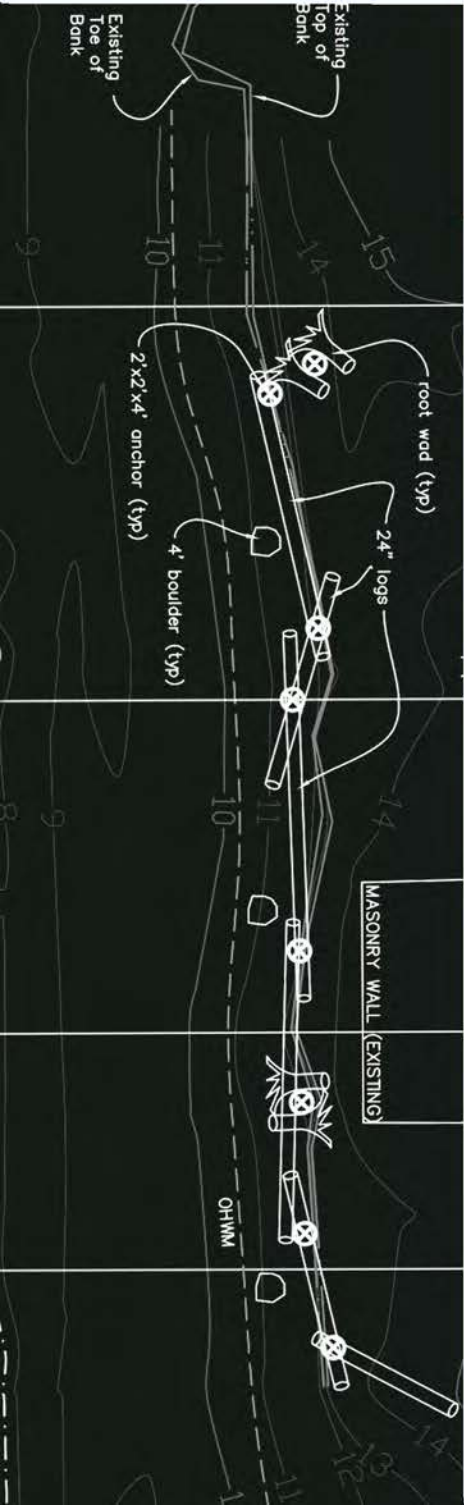 Existing
Top of
Bank
Existing
Toe of
Bank
15
14
11
10
9
root wad (typ)
24" logs
2'x2'x4' anchor (typ)
4' boulder (typ)
14
11
10
9
8
MASONRY WALL (EXISTING)
OHWM
14
13
12
11